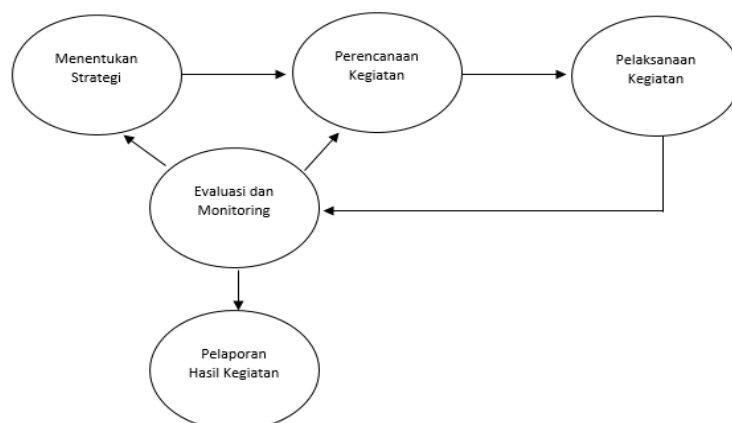 Menentukan
Strategi
Perencanaan
Kegiatan
Pelaksanaan
Kegiatan
Evaluasi dan
Monitoring
Pelaporan
Hasil Kegiatan